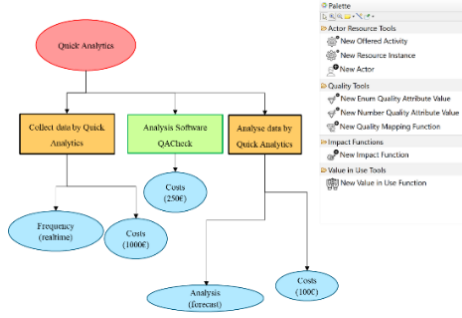 Quick Analytics
Collect data by Quick
Analytics
Analysis Software
QACheck
Analyse data by
Quick Analytics
Costs
(250€)
Frequency
(realtime)
Costs
(1000€)
Analysis
(forecast)
Costs
(100€)
Palette
Actor Resource Tools
New Offered Activity
New Resource Instance
New Actor
Quality Tools
New Enum Quality Attribute Value
New Number Quality Attribute Value
New Quality Mapping Function
Impact Functions
New Impact Function
Value in Use Tools
New Value in Use Function